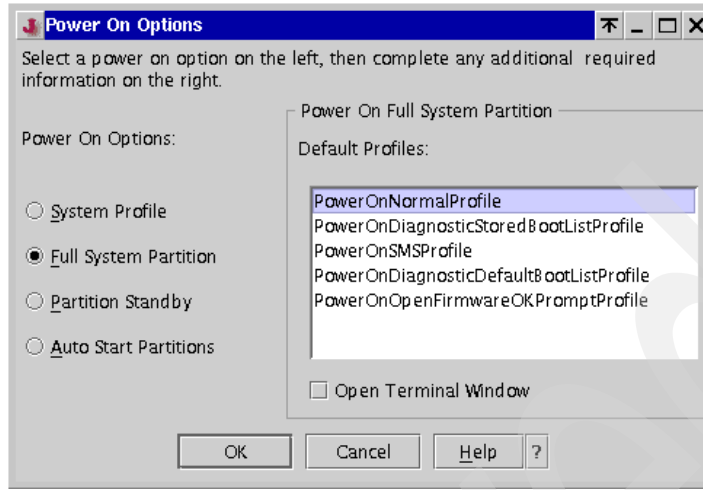 Power On Options
Select a power on option on the left, then complete any additional required
information on the right.
Power On Options:
System Profile
Full System Partition
Partition Standby
Auto Start Partitions
Power On Full System Partition
Default Profiles:
PowerOnNormalProfile
PowerOnDiagnosticStoredBootListProfile
PowerOnSMSProfile
PowerOnDiagnosticDefaultBootListProfile
PowerOnOpenFirmwareOKPromptProfile
Open Terminal Window
OK
Cancel
Help
?